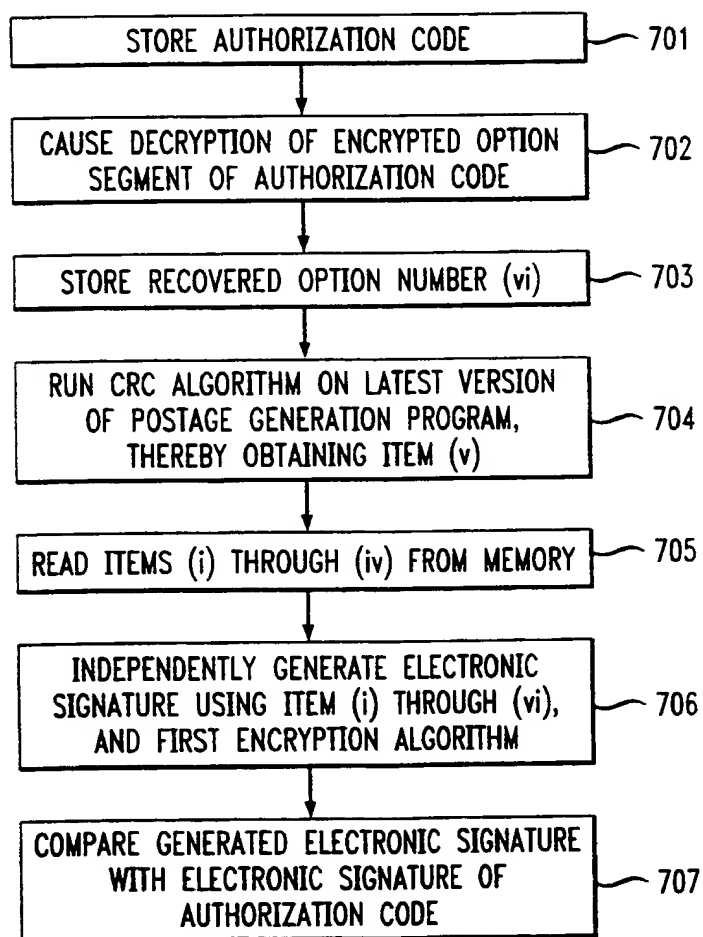 STORE AUTHORIZATION CODE
701
CAUSE DECRYPTION OF ENCRYPTED OPTION
SEGMENT OF AUTHORIZATION CODE
702
STORE RECOVERED OPTION NUMBER (vi)
703
RUN CRC ALGORITHM ON LATEST VERSION
OF POSTAGE GENERATION PROGRAM,
THEREBY OBTAINING ITEM (v)
704
READ ITEMS (i) THROUGH (iv) FROM MEMORY
705
INDEPENDENTLY GENERATE ELECTRONIC
SIGNATURE USING ITEM (i) THROUGH (vi),
AND FIRST ENCRYPTION ALGORITHM
706
COMPARE GENERATED ELECTRONIC SIGNATURE
WITH ELECTRONIC SIGNATURE OF
AUTHORIZATION CODE
707